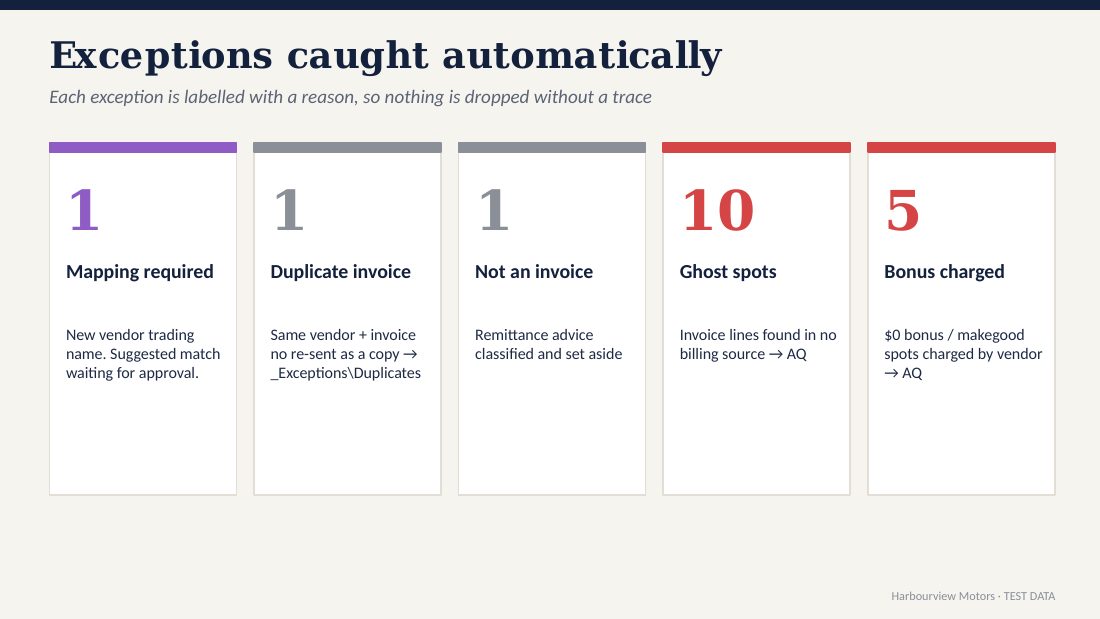 Exceptions caught automatically
Each exception is labelled with a reason, so nothing is dropped without a trace
1
Mapping required
New vendor trading
name. Suggested match
waiting for approval.
1
Duplicate invoice
Same vendor + invoice
no re-sent as a copy →
_Exceptions\Duplicates
1
Not an invoice
Remittance advice
classified and set aside
10
Ghost spots
Invoice lines found in no
billing source → AQ
5
Bonus charged
$0 bonus / makegood
spots charged by vendor
→ AQ
Harbourview Motors · TEST DATA